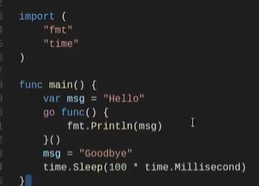 import (
    "fmt"
    "time"
)

func main() {
    var msg = "Hello"
    go func() {
        fmt.Println(msg)
    }()
    msg = "Goodbye"
    time.Sleep(100 * time.Millisecond)
}